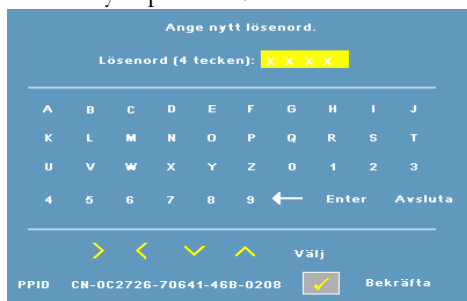 Ange nytt lösenord.
Lösenord (4 tecken): X X X X
A B C D E F G H I J
K L M N O P Q R S T
U V W X Y Z 0 1 2 3
4 5 6 7 8 9 ← Enter Avsluta
Välj
PPID CN-0C2726-70641-46B-0208 ✓ Bekräfta